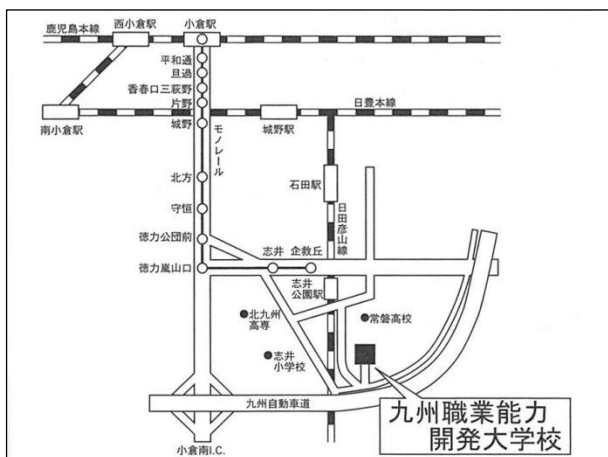 鹿児島本線
西小倉駅
小倉駅
平和通
旦過
香春口三萩野
片野
城野
南小倉駅
城野駅
日豊本線
モノレール
北方
守恒
石田駅
日田彦山線
徳力公団前
志井
企救丘
徳力嵐山口
志井
公園駅
北九州
高専
常磐高校
志井
小学校
九州自動車道
小倉南I.C.
九州職業能力
開発大学校